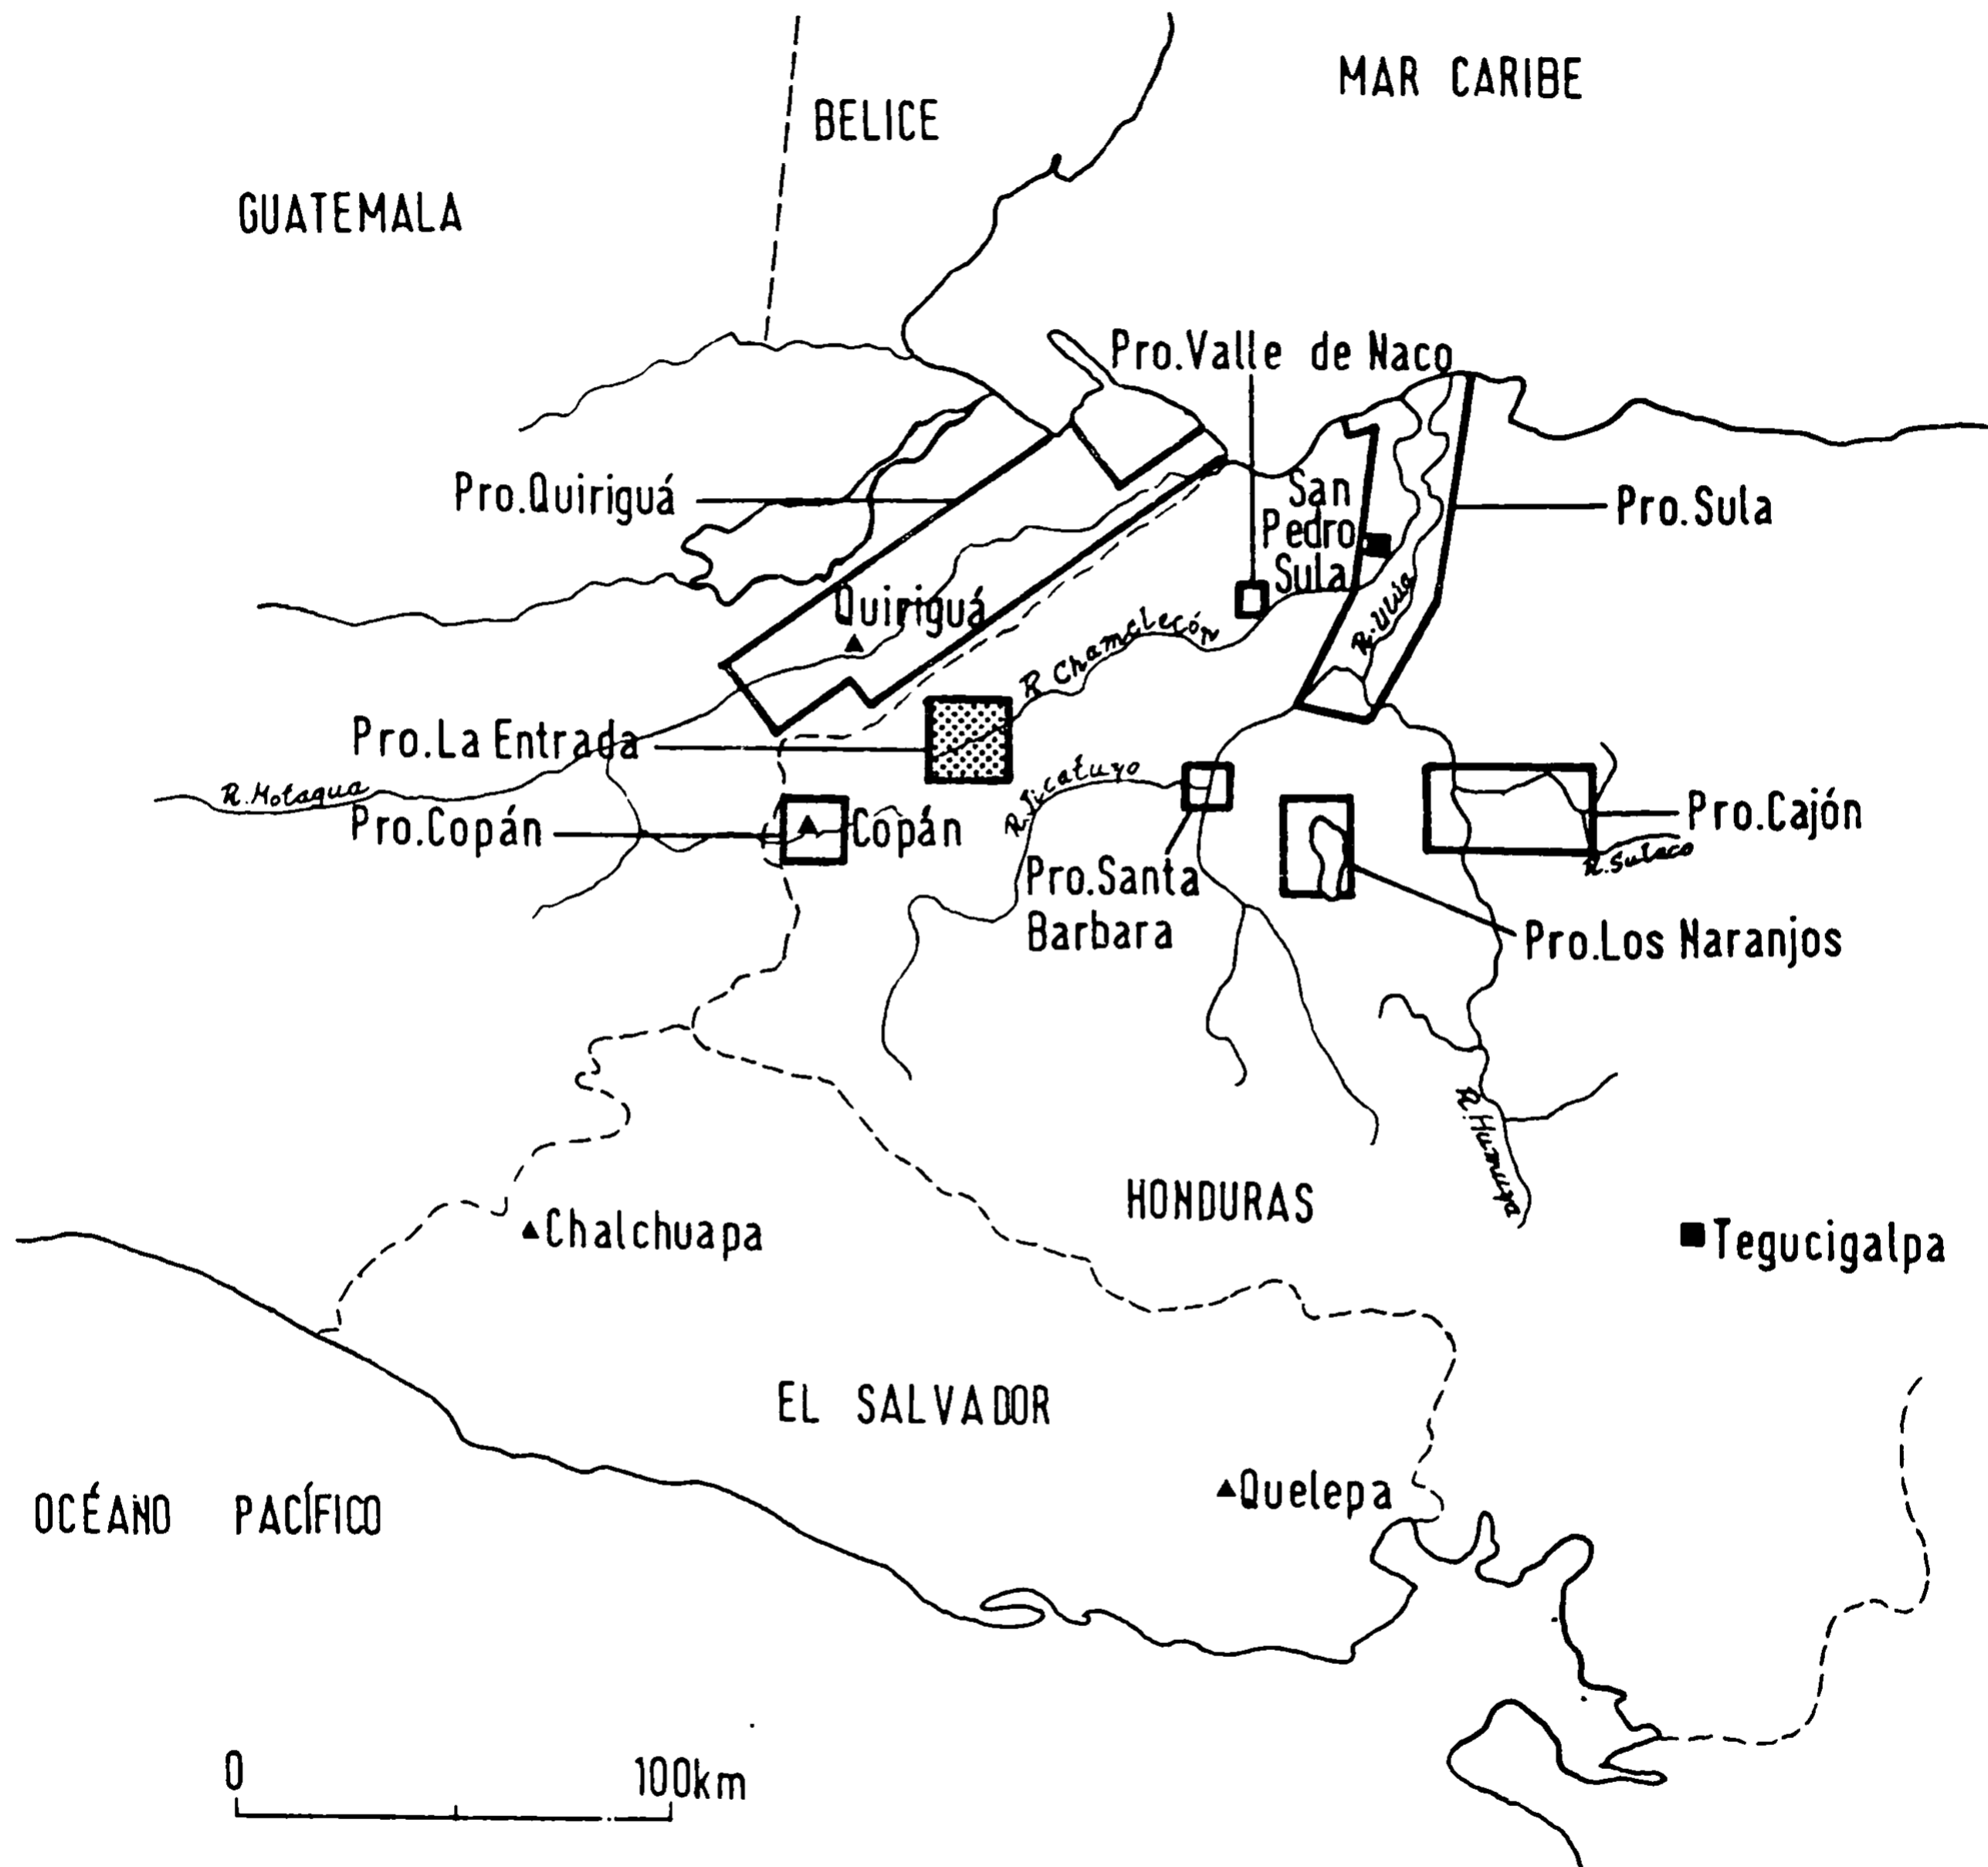 MAR CARIBE
BELICE
GUATEMALA
Pro.Valle de Naco
Pro.Quiriguá
San
Pedro
Sula
Pro.Sula
Quiriguá
R.Ulúa
R Chamelecón
Pro.La Entrada
R.Motagua
R.Jicatuyo
Pro.Copán
Copán
Pro.Cajón
R.Sulaco
Pro.Santa
Barbara
Pro.Los Naranjos
R.Humuya
HONDURAS
Chalchuapa
Tegucigalpa
EL SALVADOR
Quelepa
OCÉANO PACÍFICO
0 100km